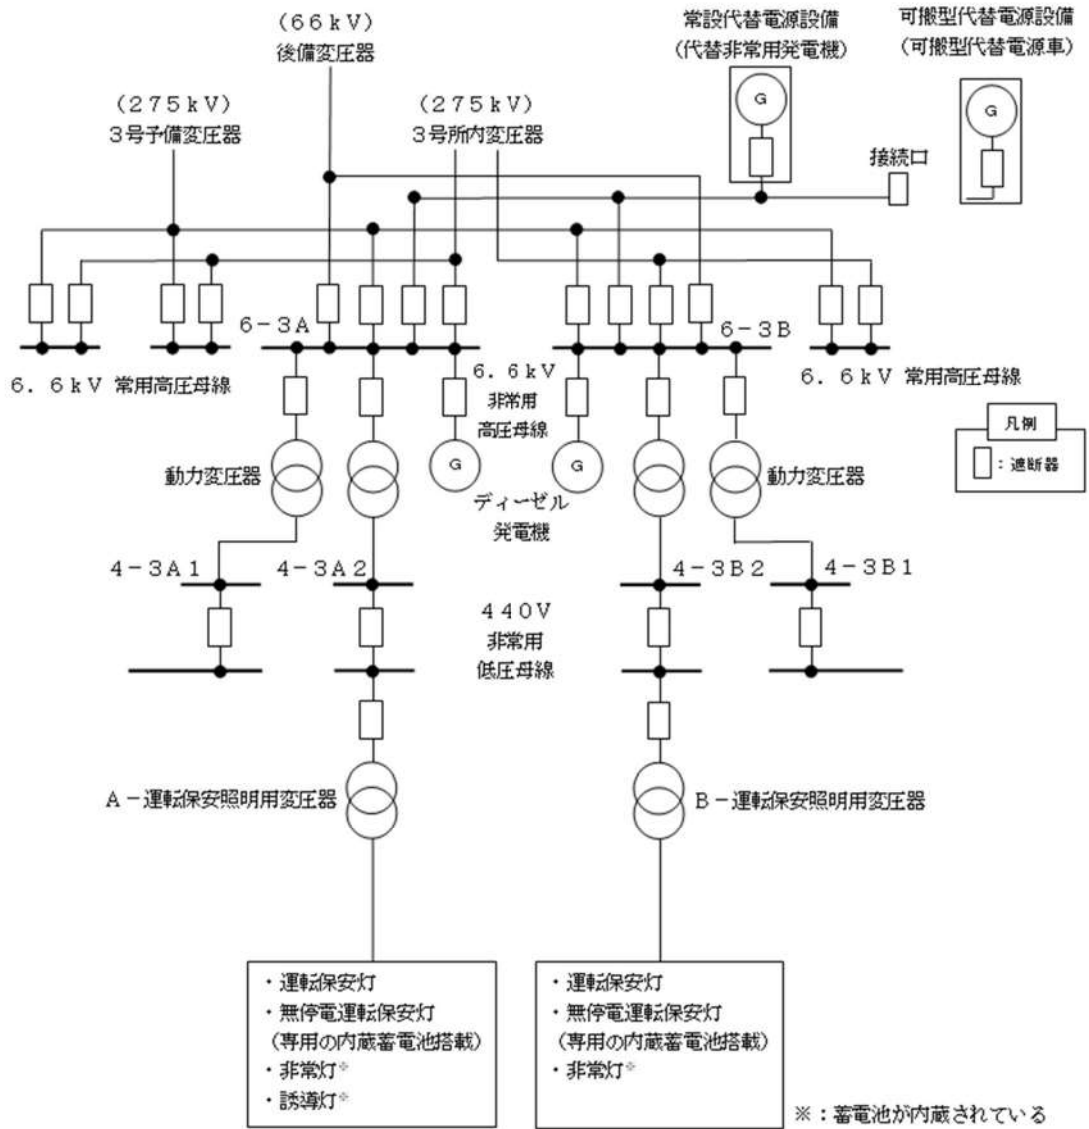 (66kV)
後備変圧器
常設代替電源設備
(代替非常用発電機)
可搬型代替電源設備
(可搬型代替電源車)
G
G
(275kV)
3号予備変圧器
(275kV)
3号所内変圧器
接続口
6-3A
6-3B
6.6kV 常用高圧母線
6.6kV
非常用
高圧母線
6.6kV 常用高圧母線
凡例
:遮断器
動力変圧器
G
G
動力変圧器
ディーゼル
発電機
4-3A1
4-3A2
4-3B2
4-3B1
440V
非常用
低圧母線
A-運転保安照明用変圧器
B-運転保安照明用変圧器
・運転保安灯
・無停電運転保安灯
(専用の内蔵蓄電池搭載)
・非常灯※
・誘導灯※
・運転保安灯
・無停電運転保安灯
(専用の内蔵蓄電池搭載)
・非常灯※
※:蓄電池が内蔵されている